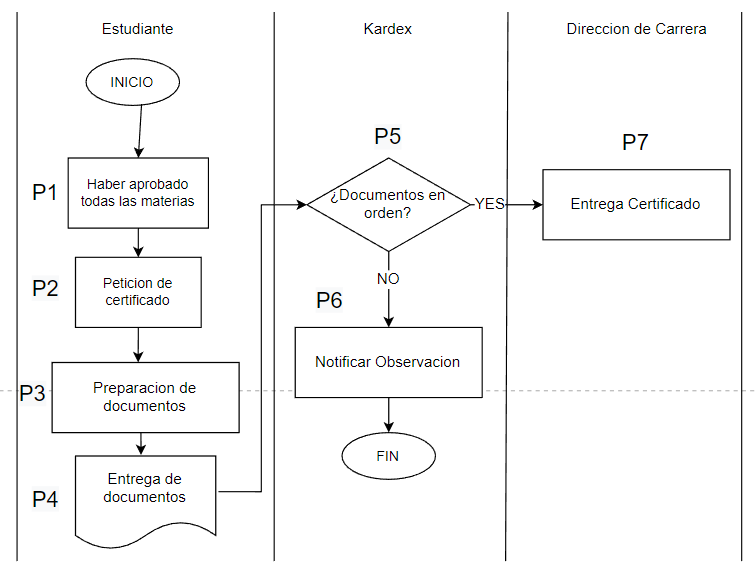 Estudiante
Kardex
Direccion de Carrera
INICIO
P1
Haber aprobado
todas las materias
P2
Peticion de
certificado
P3
Preparacion de
documentos
P4
Entrega de
documentos
P5
¿Documentos en
orden?
YES
NO
P6
Notificar Observacion
FIN
P7
Entrega Certificado